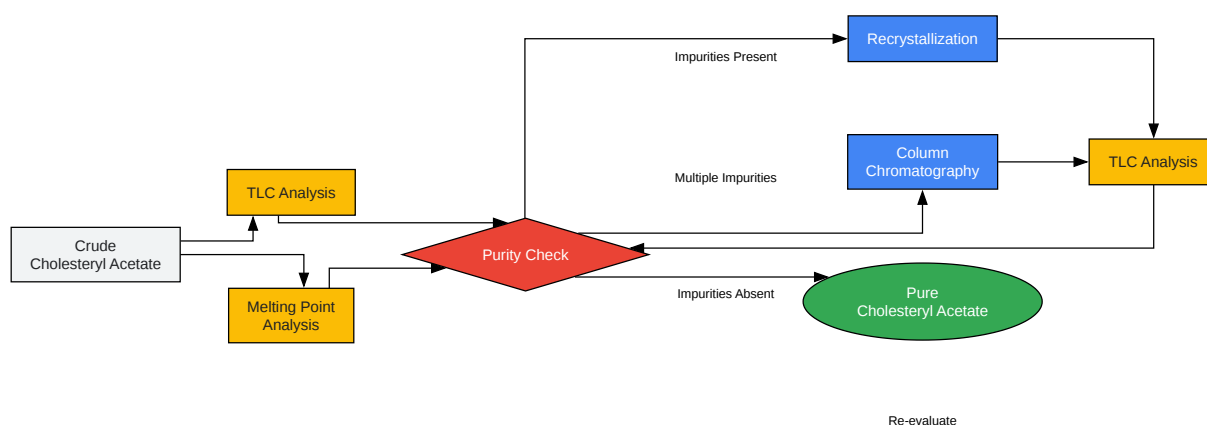 Recrystallization
Impurities Present
Column
Chromatography
TLC Analysis
Multiple Impurities
TLC Analysis
Crude
Cholesteryl Acetate
Purity Check
Melting Point
Analysis
Impurities Absent
Pure
Cholesteryl Acetate
Re-evaluate